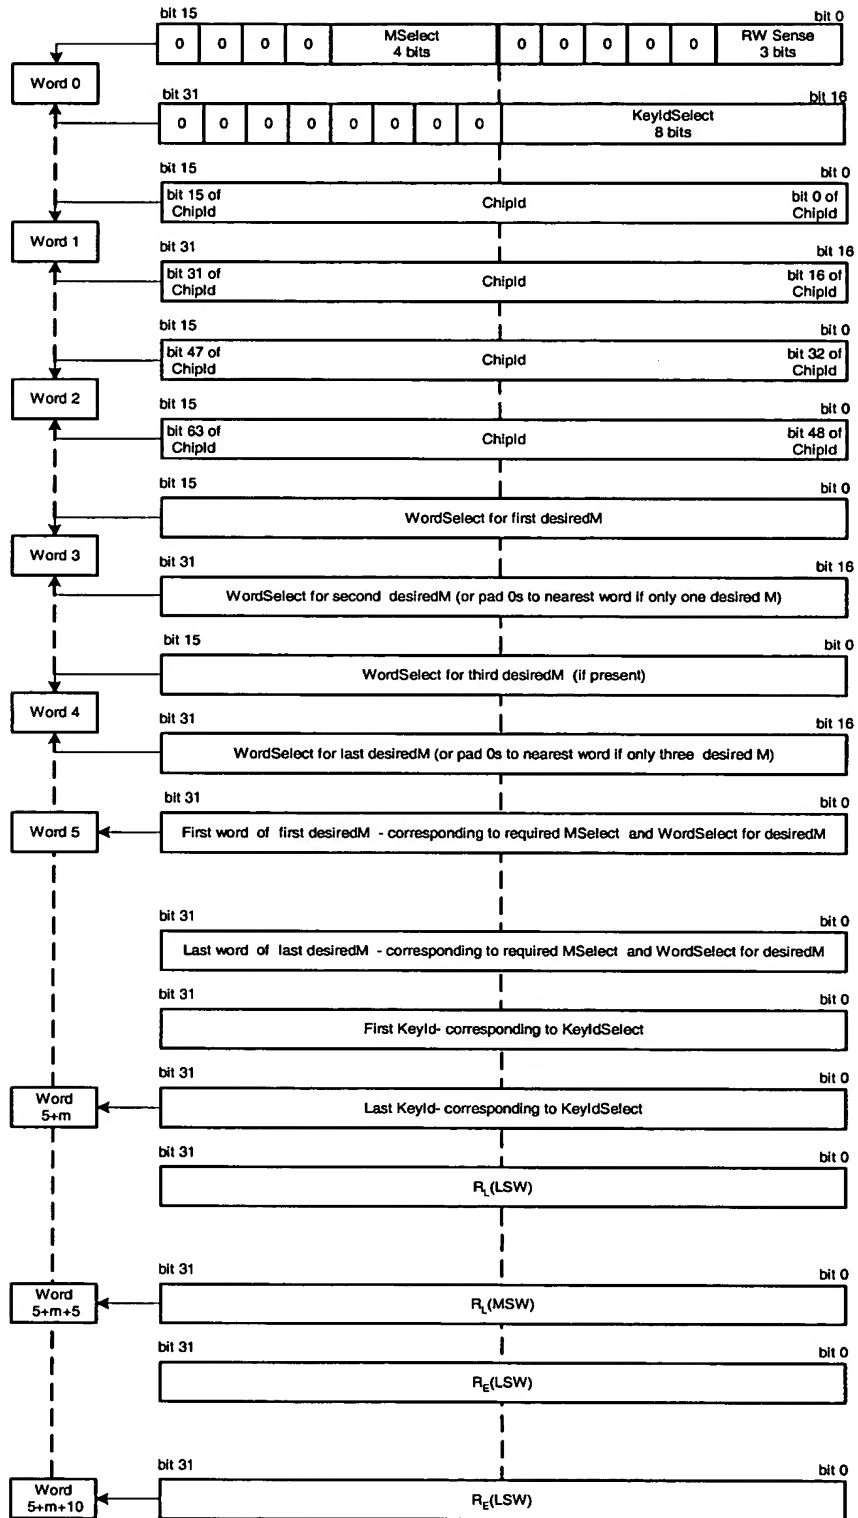 bit 15 bit 0
0 0 0 0 MSelect 4 bits 0 0 0 0 0 RW Sense 3 bits
Word 0
bit 31 bit 16
0 0 0 0 0 0 0 0 KeyIdSelect 8 bits
bit 15 bit 0
bit 15 of ChipId ChipId bit 0 of ChipId
Word 1
bit 31 bit 16
bit 31 of ChipId ChipId bit 16 of ChipId
bit 15 bit 0
bit 47 of ChipId ChipId bit 32 of ChipId
Word 2
bit 15 bit 0
bit 63 of ChipId ChipId bit 48 of ChipId
bit 15 bit 0
WordSelect for first desiredM
Word 3
bit 31 bit 16
WordSelect for second desiredM (or pad 0s to nearest word if only one desired M)
bit 15 bit 0
WordSelect for third desiredM (if present)
Word 4
bit 31 bit 16
WordSelect for last desiredM (or pad 0s to nearest word if only three desired M)
bit 31 bit 0
Word 5 First word of first desiredM - corresponding to required MSelect and WordSelect for desiredM
bit 31 bit 0
Last word of last desiredM - corresponding to required MSelect and WordSelect for desiredM
bit 31 bit 0
First KeyId- corresponding to KeyIdSelect
bit 31 bit 0
Word 5+m Last KeyId- corresponding to KeyIdSelect
bit 31 bit 0
R_L(LSW)
bit 31 bit 0
Word 5+m+5 R_L(MSW)
bit 31 bit 0
R_E(LSW)
bit 31 bit 0
Word 5+m+10 R_E(LSW)